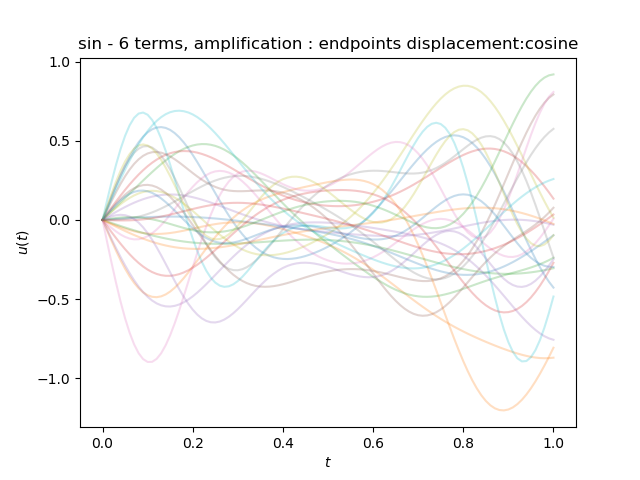 sin - 6 terms, amplification : endpoints displacement:cosine
1.0
0.5
0.0
−0.5
−1.0
u(t)
0.0 0.2 0.4 0.6 0.8 1.0
t